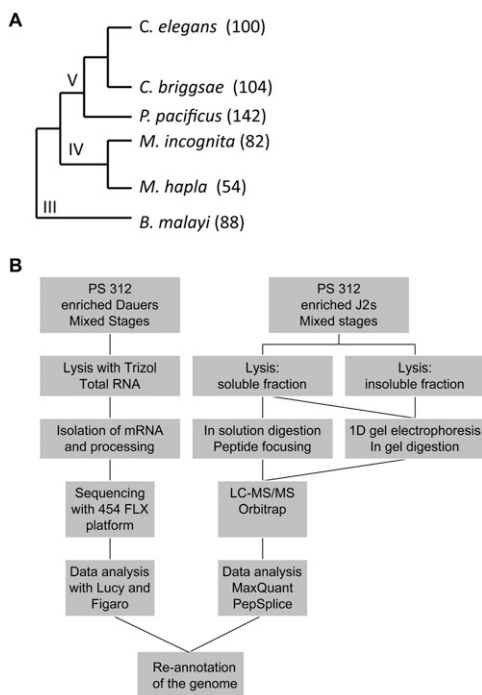 A
C. elegans (100)
V
C. briggsae (104)
P. pacificus (142)
M. incognita (82)
IV
M. hapla (54)
III
B. malayi (88)
B
PS 312
enriched Dauers
Mixed Stages
PS 312
enriched J2s
Mixed stages
Lysis with Trizol
Total RNA
Lysis:
soluble fraction
Lysis:
insoluble fraction
Isolation of mRNA
and processing
In solution digestion
Peptide focusing
1D gel electrophoresis
In gel digestion
Sequencing
with 454 FLX
platform
LC-MS/MS
Orbitrap
Data analysis
with Lucy and
Figaro
Data analysis
MaxQuant
PepSplice
Re-annotation
of the genome